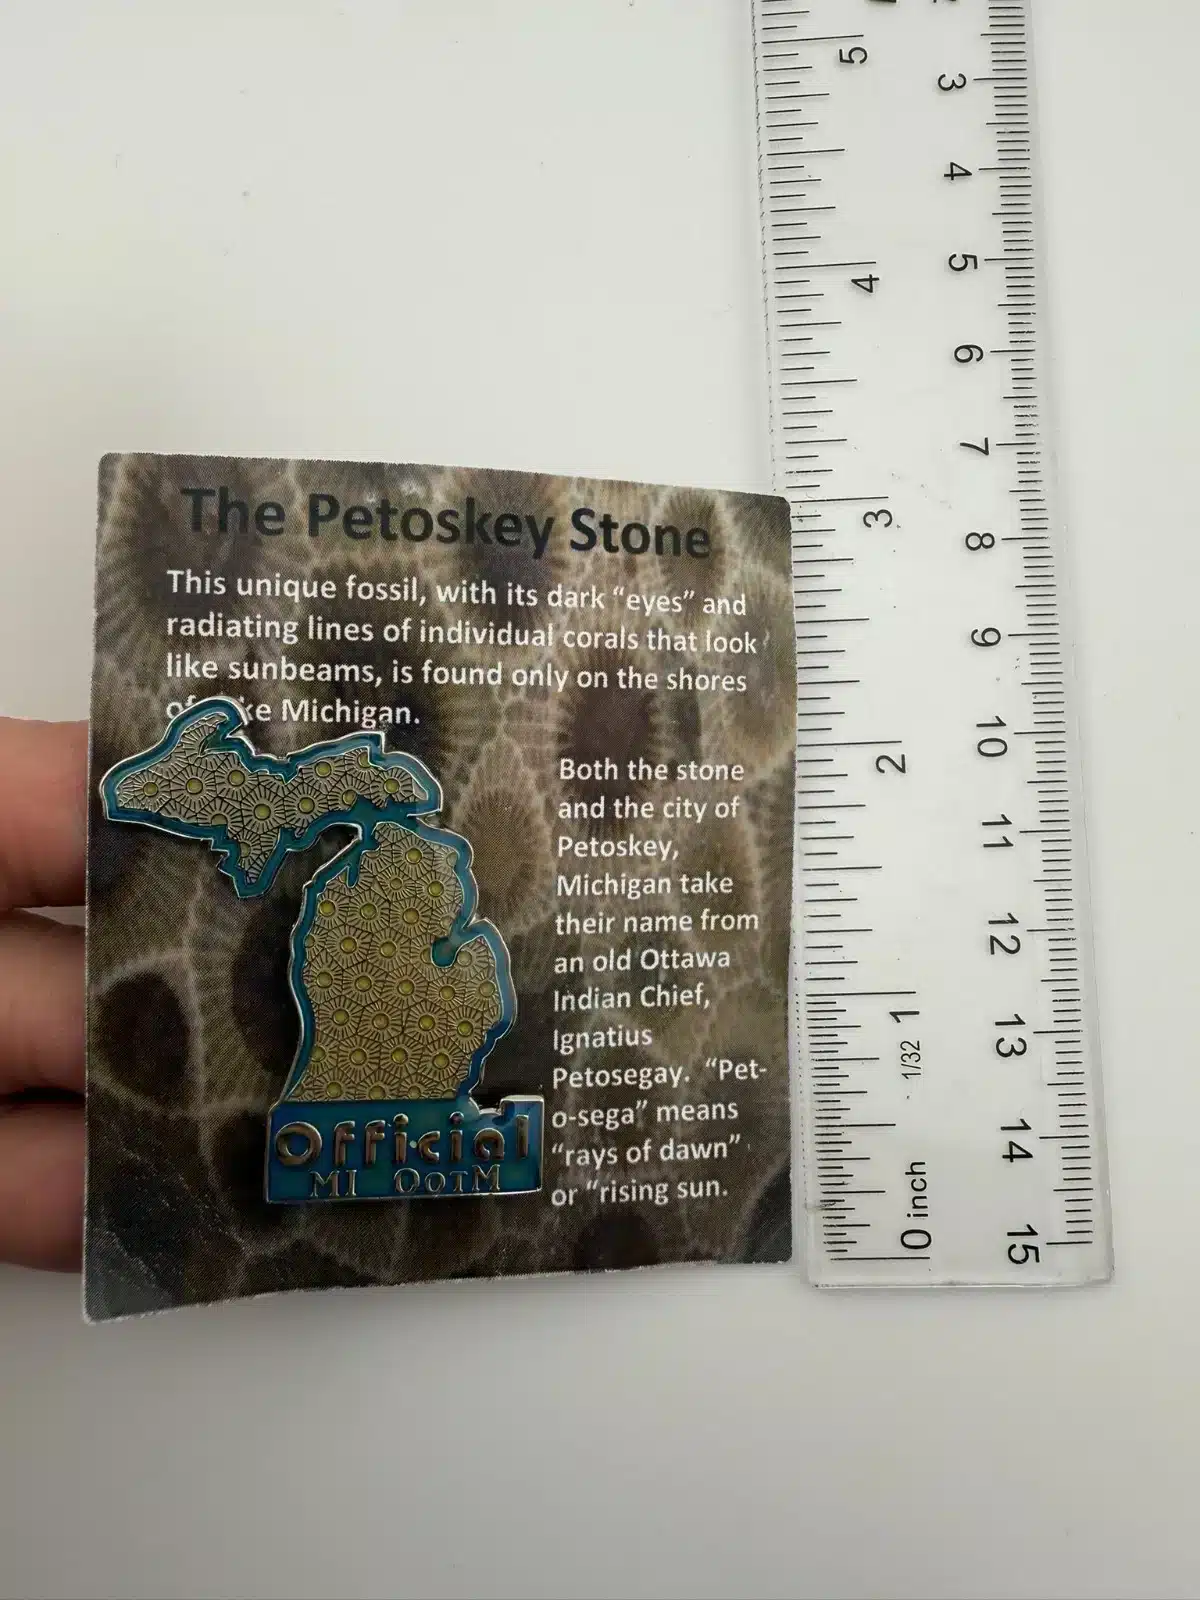 The Petoskey Stone
This unique fossil, with its dark “eyes” and
radiating lines of individual corals that look
like sunbeams, is found only on the shores
ke Michigan.
Both the stone
and the city of
Petoskey,
Michigan take
their name from
an old Ottawa
Indian Chief,
Ignatius
Petosegay. “Pet-
o-sega” means
“rays of dawn”
or “rising sun.
Official
MI OotM
5
4
3
2
1
1/32
0 inch
3
4
5
6
7
8
9
10
11
12
13
14
15